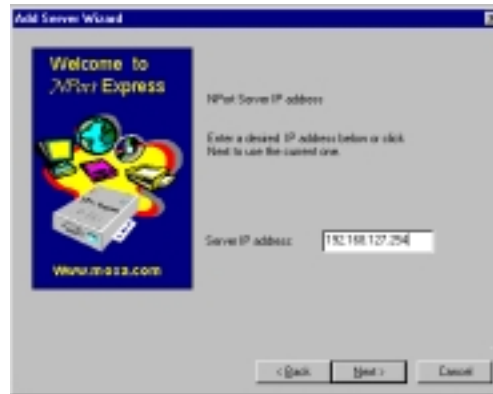 Add Server Wizard
Welcome to
NPort Express
Www.moxa.com
NPort Server IP address
Enter a desired IP address below or click
Next to use the current one.
Server IP address:
192.168.127.254
< Back
Next >
Cancel